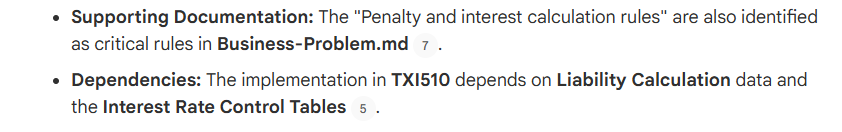 • Supporting Documentation: The "Penalty and interest calculation rules" are also identified
as critical rules in Business-Problem.md 7 .
• Dependencies: The implementation in TXI510 depends on Liability Calculation data and
the Interest Rate Control Tables 5 .